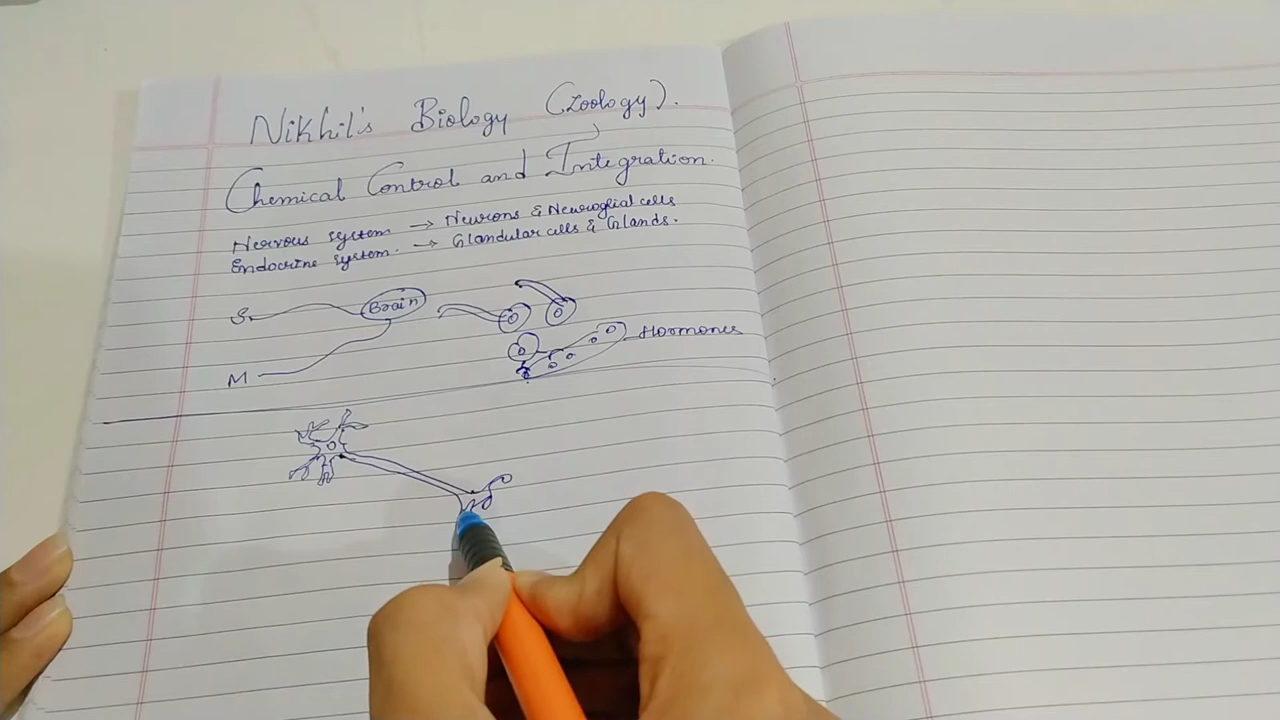 Nikhil's Biology (Zoology).
Chemical Control and Integration.
Nervous system → Neurons & Neuroglial cells
Endocrine system. → Glandular cells & Glands.
S.
Brain
Hormones
M